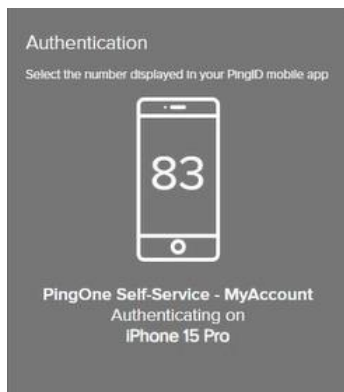 Authentication
Select the number displayed in your PingID mobile app
83
PingOne Self-Service - MyAccount
Authenticating on
iPhone 15 Pro